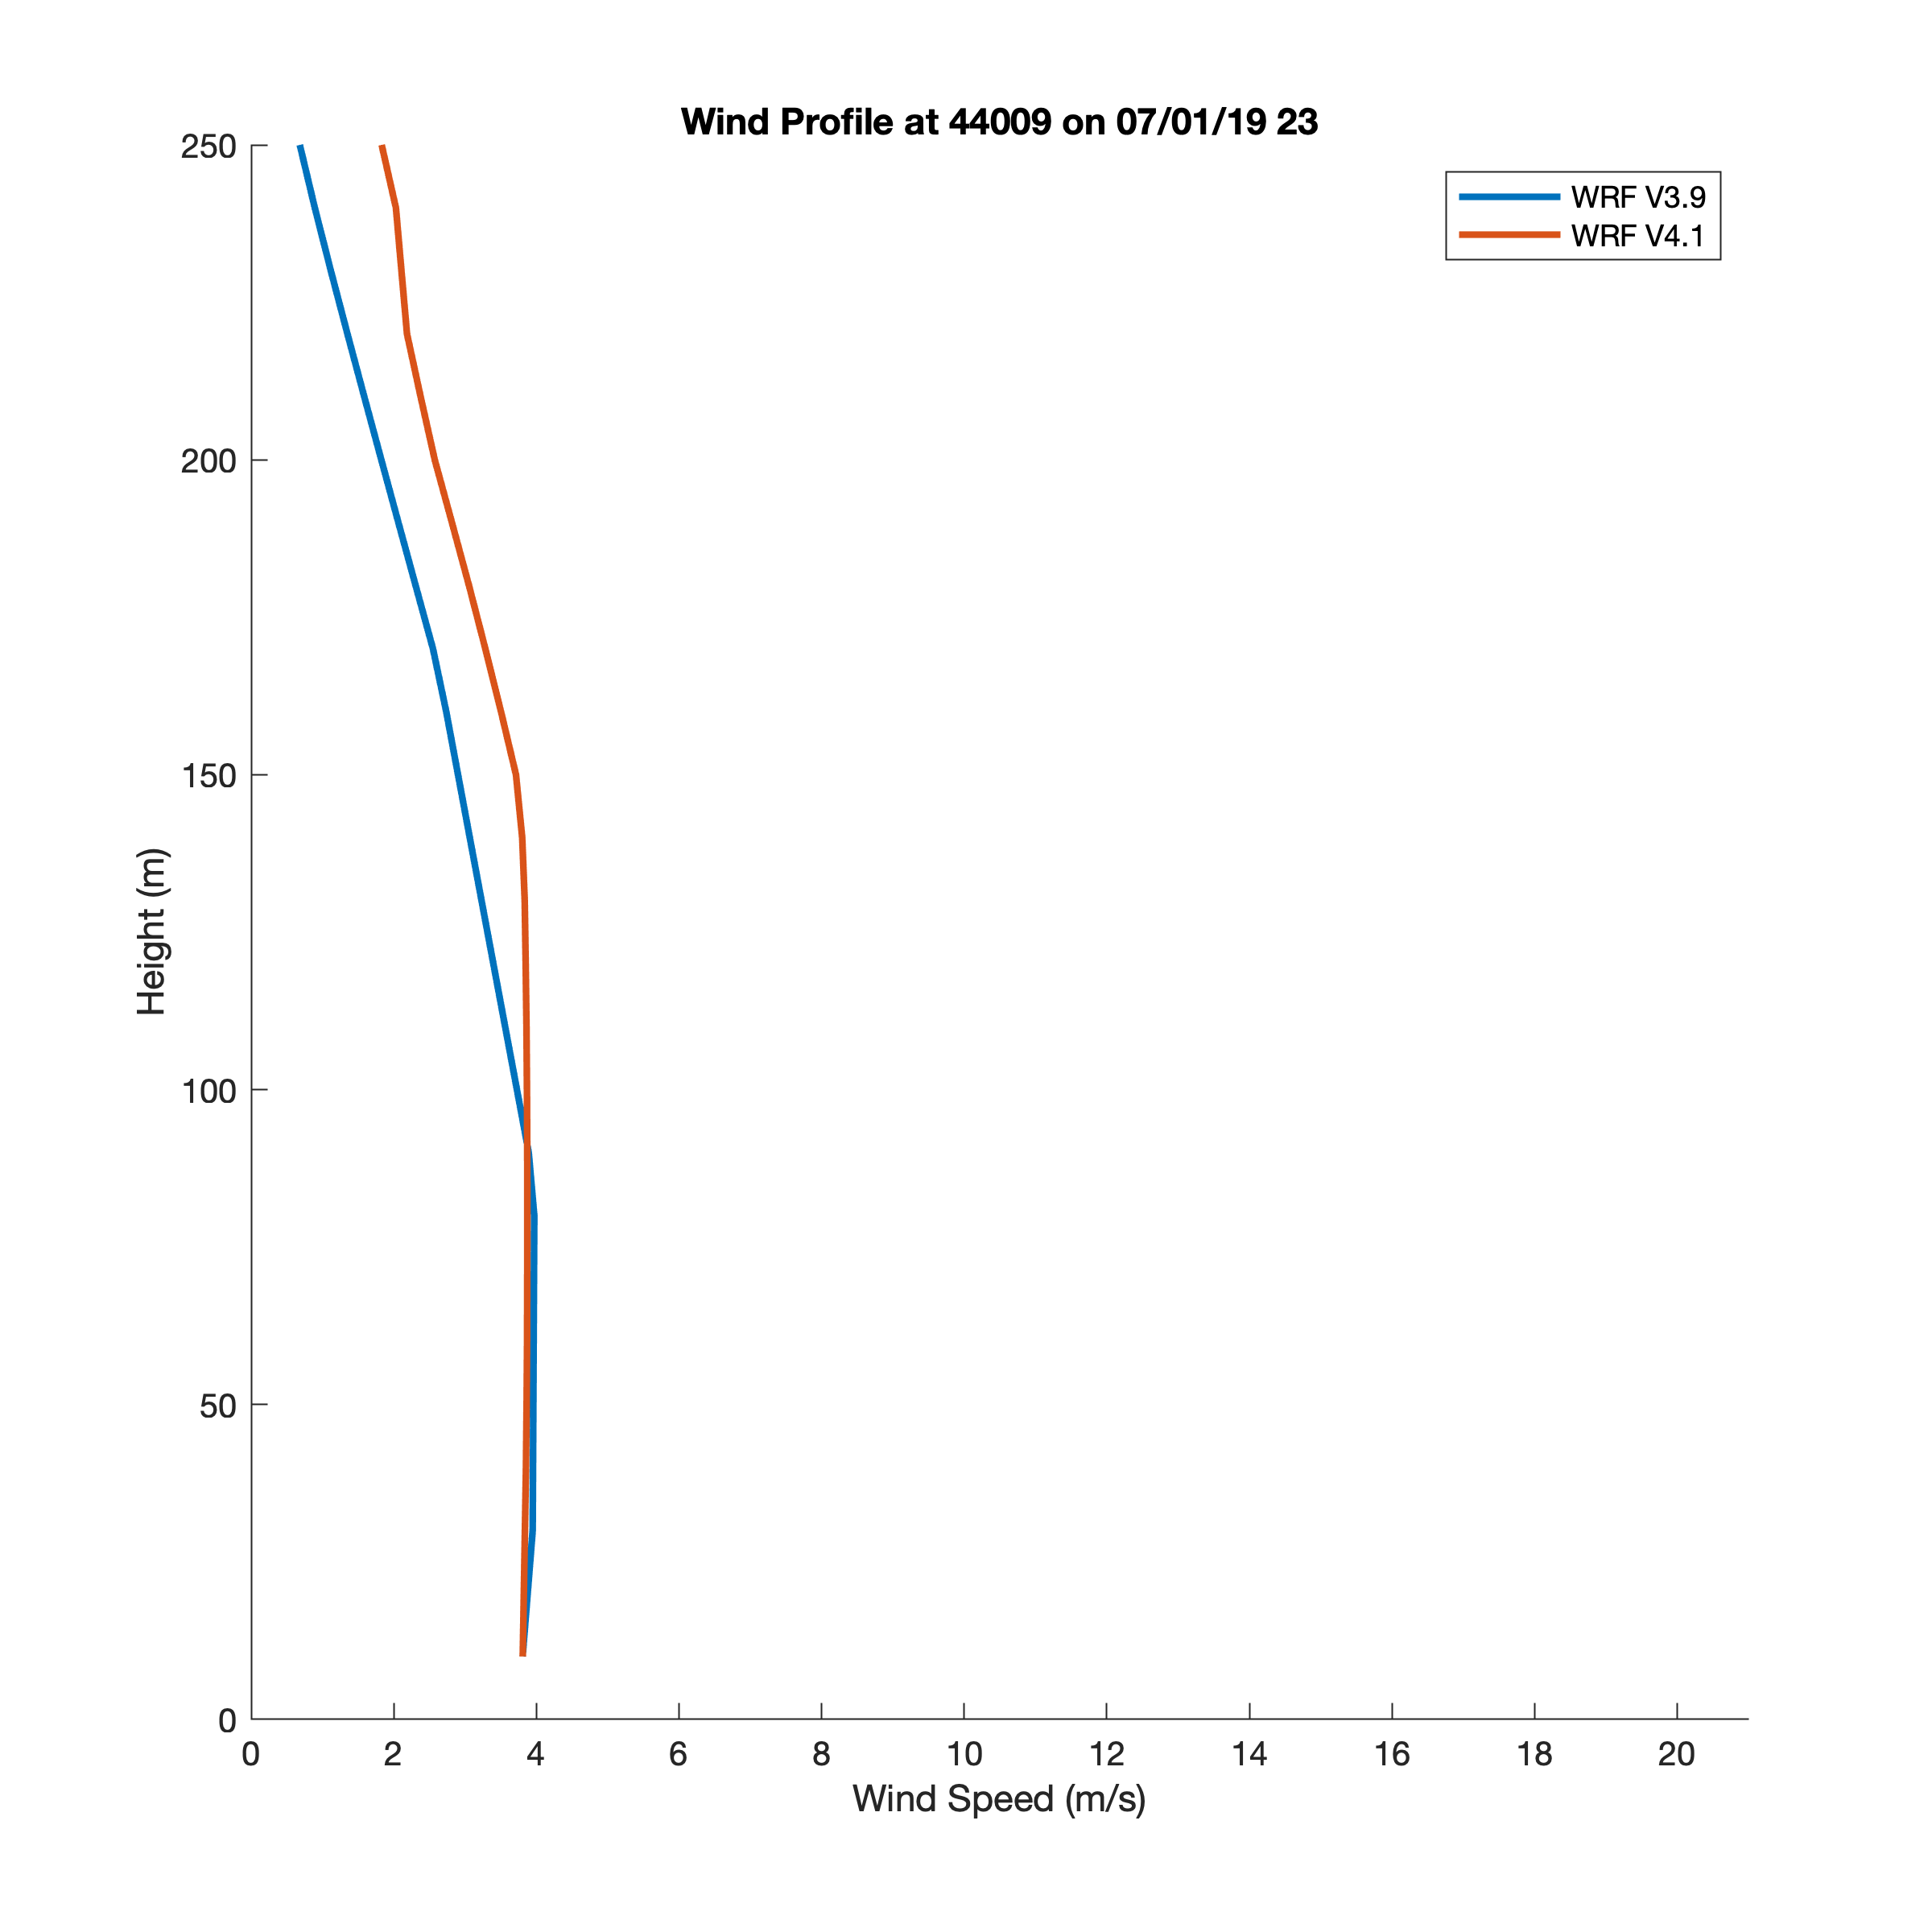 Wind Profile at 44009 on 07/01/19 23
WRF V3.9
WRF V4.1
250
200
150
100
50
0
Height (m)
0 2 4 6 8 10 12 14 16 18 20
Wind Speed (m/s)